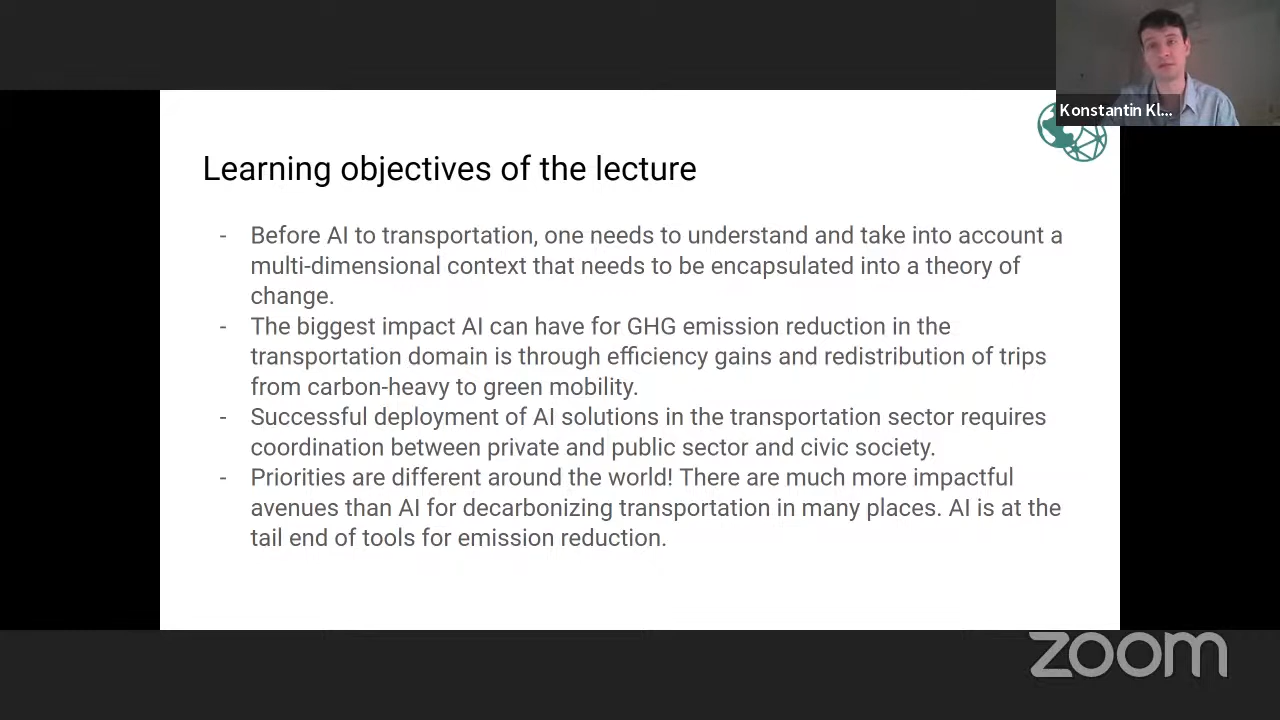 Konstantin Kl...
Learning objectives of the lecture
- Before AI to transportation, one needs to understand and take into account a
multi-dimensional context that needs to be encapsulated into a theory of
change.
- The biggest impact AI can have for GHG emission reduction in the
transportation domain is through efficiency gains and redistribution of trips
from carbon-heavy to green mobility.
- Successful deployment of AI solutions in the transportation sector requires
coordination between private and public sector and civic society.
- Priorities are different around the world! There are much more impactful
avenues than AI for decarbonizing transportation in many places. AI is at the
tail end of tools for emission reduction.
zoom